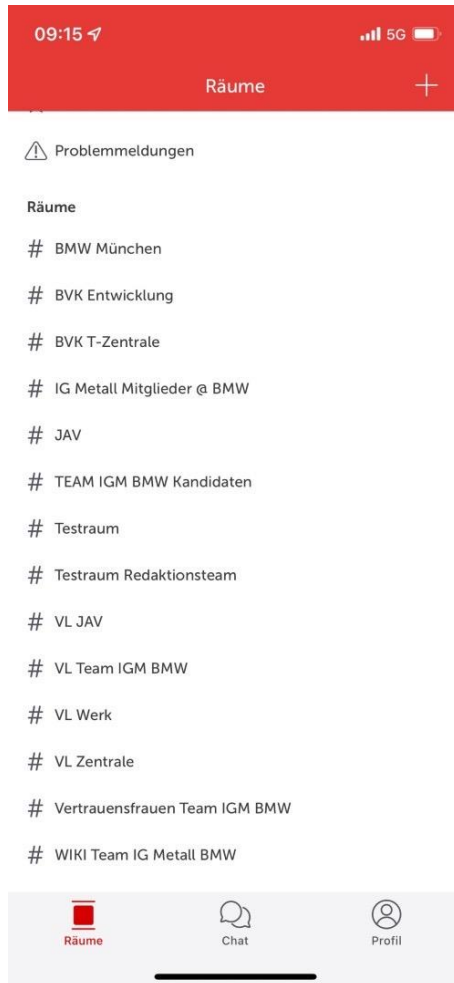 09:15
5G
Räume
Problemmeldungen
Räume
# BMW München
# BVK Entwicklung
# BVK T-Zentrale
# IG Metall Mitglieder @ BMW
# JAV
# TEAM IGM BMW Kandidaten
# Testraum
# Testraum Redaktionsteam
# VL JAV
# VL Team IGM BMW
# VL Werk
# VL Zentrale
# Vertrauensfrauen Team IGM BMW
# WIKI Team IG Metall BMW
Räume Chat Profil